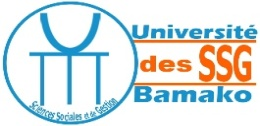 Université
des SSG
Bamako
Sciences Sociales et de Gestion